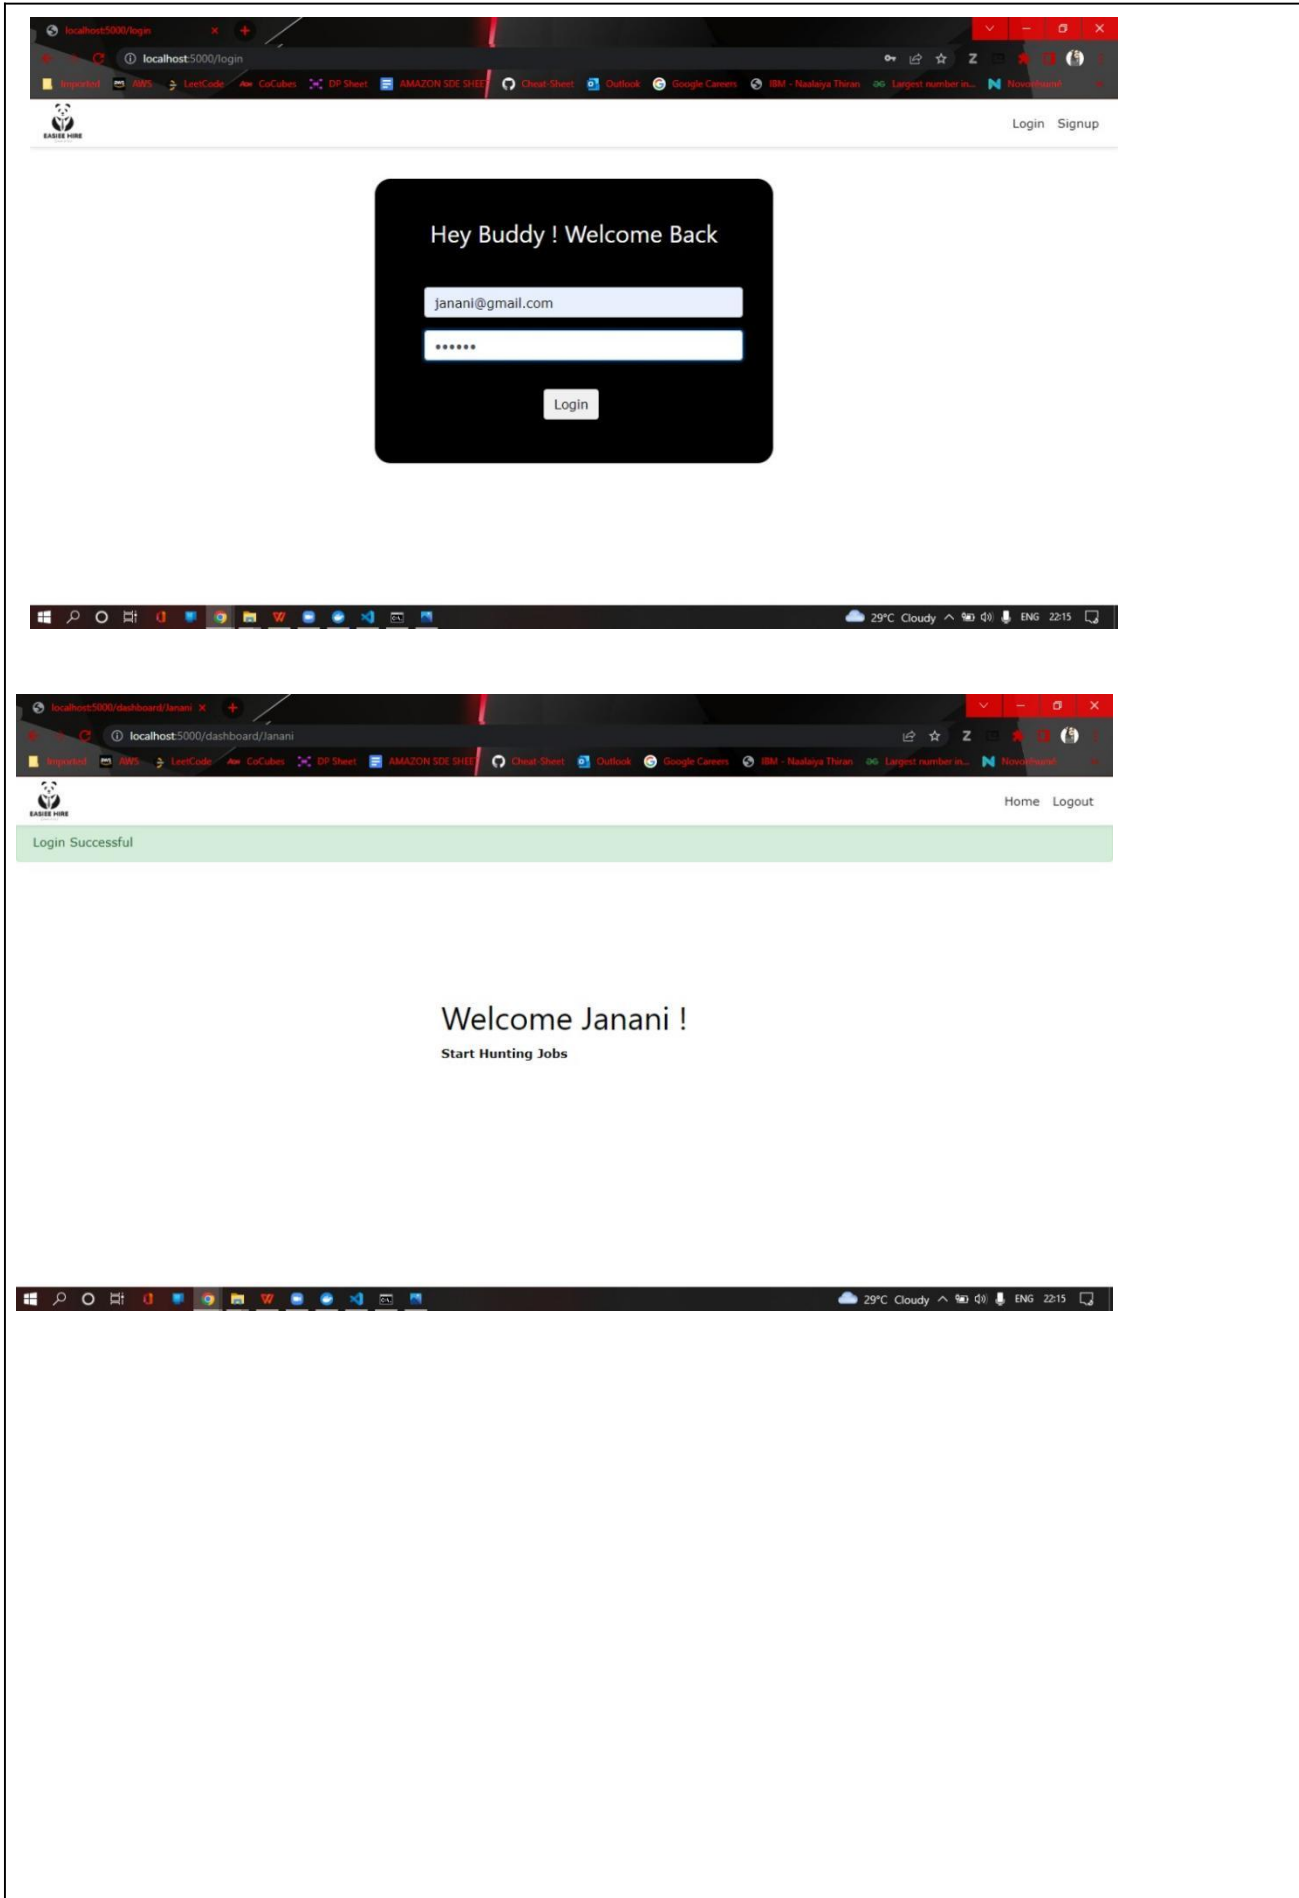 localhost:5000/login
localhost:5000/login
Imported AWS LeetCode CoCubes DP Sheet AMAZON SDE SHEET Cheat-Sheet Outlook Google Careers IBM - Naalaiya Thiran Largest number in...
EASIEE HIRE
Login Signup
Hey Buddy ! Welcome Back
janani@gmail.com
••••••
Login
29°C Cloudy ENG 22:15
localhost:5000/dashboard/Janani
localhost:5000/dashboard/Janani
Imported AWS LeetCode CoCubes DP Sheet AMAZON SDE SHEET Cheat-Sheet Outlook Google Careers IBM - Naalaiya Thiran Largest number in...
EASIEE HIRE
Home Logout
Login Successful
Welcome Janani !
Start Hunting Jobs
29°C Cloudy ENG 22:15